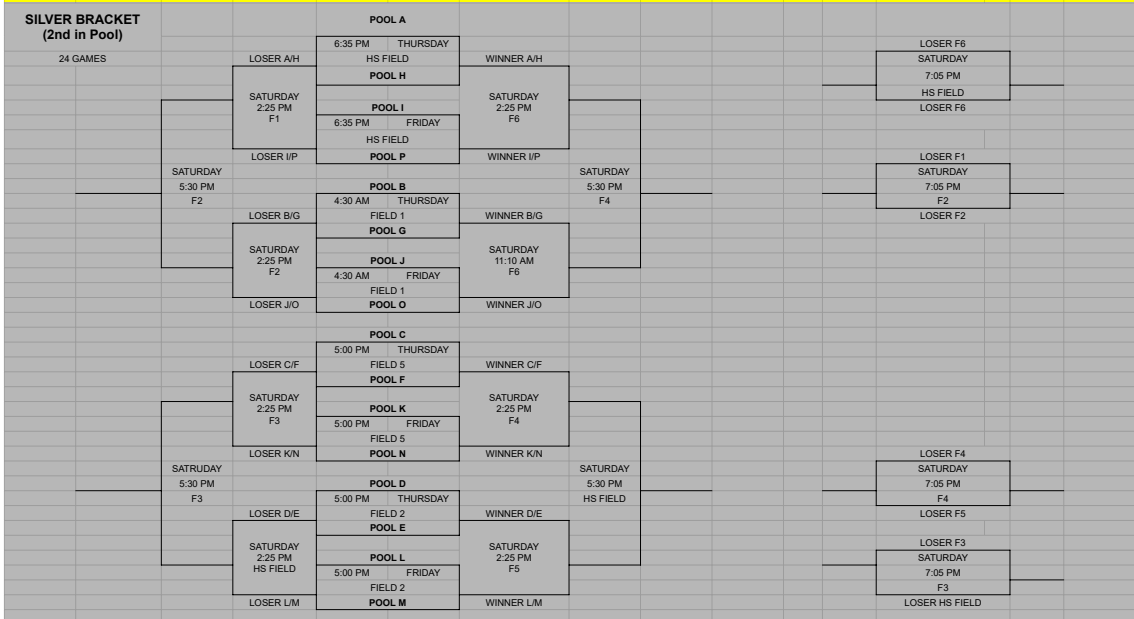 SILVER BRACKET
(2nd in Pool)
POOL A
6:35 PM THURSDAY
LOSER F6
24 GAMES
LOSER A/H
HS FIELD
WINNER A/H
SATURDAY
POOL H
7:05 PM
SATURDAY
2:25 PM
F1
SATURDAY
2:25 PM
F6
HS FIELD
POOL I
LOSER F6
6:35 PM FRIDAY
HS FIELD
LOSER I/P
POOL P
WINNER I/P
LOSER F1
SATURDAY
5:30 PM
F2
SATURDAY
5:30 PM
F4
SATURDAY
7:05 PM
F2
POOL B
4:30 AM THURSDAY
LOSER B/G
FIELD 1
WINNER B/G
LOSER F2
POOL G
SATURDAY
2:25 PM
F2
SATURDAY
11:10 AM
F6
POOL J
4:30 AM FRIDAY
FIELD 1
LOSER J/O
POOL O
WINNER J/O
POOL C
5:00 PM THURSDAY
LOSER C/F
FIELD 5
WINNER C/F
POOL F
SATURDAY
2:25 PM
F3
SATURDAY
2:25 PM
F4
POOL K
5:00 PM FRIDAY
FIELD 5
LOSER K/N
POOL N
WINNER K/N
LOSER F4
SATRUDAY
5:30 PM
F3
SATURDAY
5:30 PM
HS FIELD
SATURDAY
7:05 PM
F4
POOL D
5:00 PM THURSDAY
LOSER D/E
FIELD 2
WINNER D/E
LOSER F5
POOL E
SATURDAY
2:25 PM
HS FIELD
SATURDAY
2:25 PM
F5
LOSER F3
POOL L
SATURDAY
5:00 PM FRIDAY
7:05 PM
FIELD 2
F3
LOSER L/M
POOL M
WINNER L/M
LOSER HS FIELD